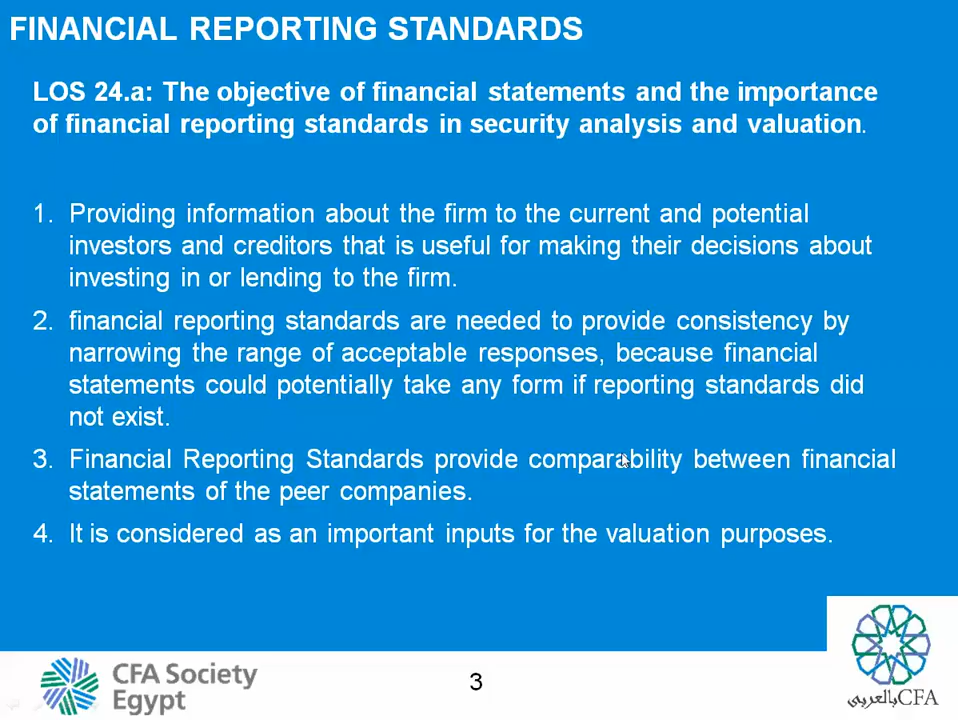 FINANCIAL REPORTING STANDARDS
LOS 24.a: The objective of financial statements and the importance
of financial reporting standards in security analysis and valuation.
1. Providing information about the firm to the current and potential
investors and creditors that is useful for making their decisions about
investing in or lending to the firm.
2. financial reporting standards are needed to provide consistency by
narrowing the range of acceptable responses, because financial
statements could potentially take any form if reporting standards did
not exist.
3. Financial Reporting Standards provide comparability between financial
statements of the peer companies.
4. It is considered as an important inputs for the valuation purposes.
CFA Society
Egypt
3
CFA بالعربي